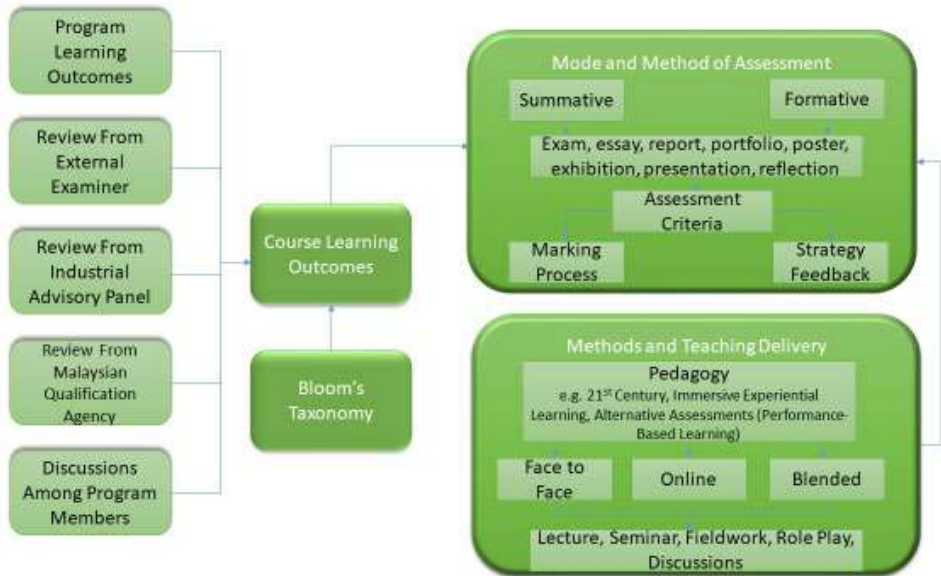 Program
Learning
Outcomes
Review From
External
Examiner
Review From
Industrial
Advisory Panel
Review From
Malaysian
Qualification
Agency
Discussions
Among Program
Members
Course Learning
Outcomes
Bloom's
Taxonomy
Mode and Method of Assessment
Summative
Formative
Exam, essay, report, portfolio, poster,
exhibition, presentation, reflection
Assessment
Criteria
Marking
Process
Strategy
Feedback
Methods and Teaching Delivery
Pedagogy
e.g. 21st Century, Immersive Experiential
Learning, Alternative Assessments (Performance-
Based Learning)
Face to
Face
Online
Blended
Lecture, Seminar, Fieldwork, Role Play,
Discussions